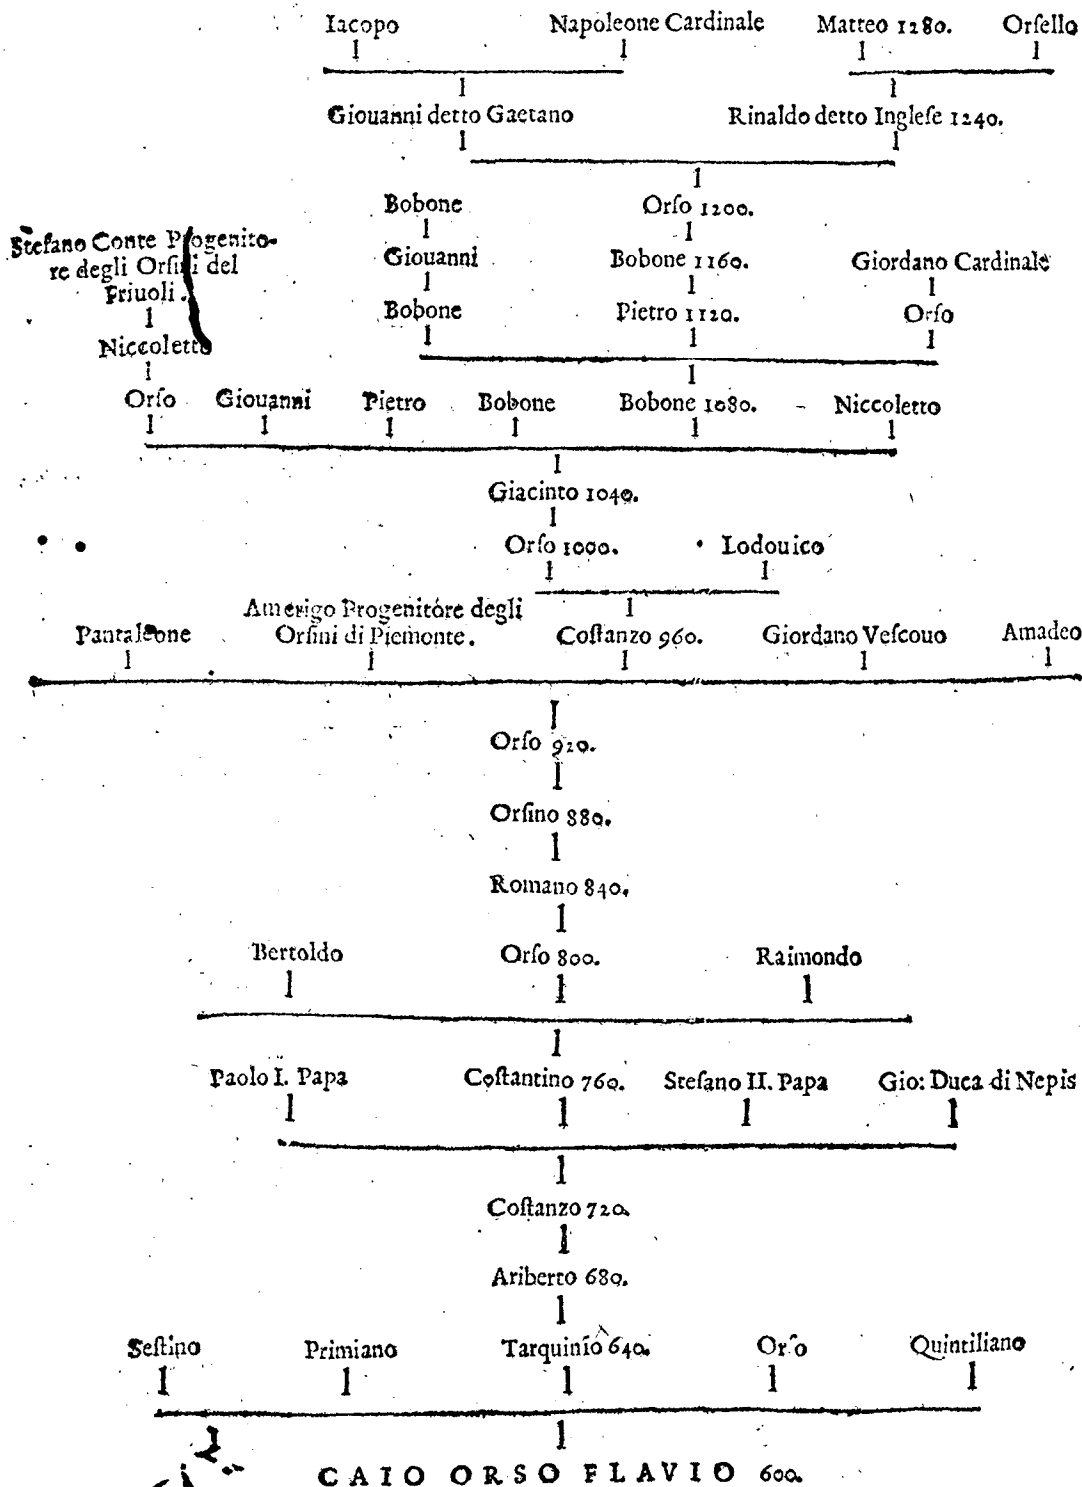 Iacopo Napoleone Cardinale Matteo 1280. Orſello
Giouanni detto Gaetano Rinaldo detto Ingleſe 1240.
Bobone Orſo 1200.
Stefano Conte Progenito-
re degli Orſini del
Friuoli.
Giouanni Bobone 1160. Giordano Cardinale
Bobone Pietro 1120. Orſo
Niccoletto
Orſo Giouanni Pietro Bobone Bobone 1080. Niccoletto
Giacinto 1040.
Orſo 1000. Lodouico
Amerigo Progenitore degli
Orſini di Piemonte.
Pantaleone Coſtanzo 960. Giordano Veſcouo Amadeo
Orſo 920.
Orſino 880.
Romano 840.
Bertoldo Orſo 800. Raimondo
Paolo I. Papa Coſtantino 760. Stefano II. Papa Gio: Duca di Nepis
Coſtanzo 720.
Ariberto 680.
Seſtino Primiano Tarquinio 640. Orſo Quintiliano
CAIO ORSO FLAVIO 600.